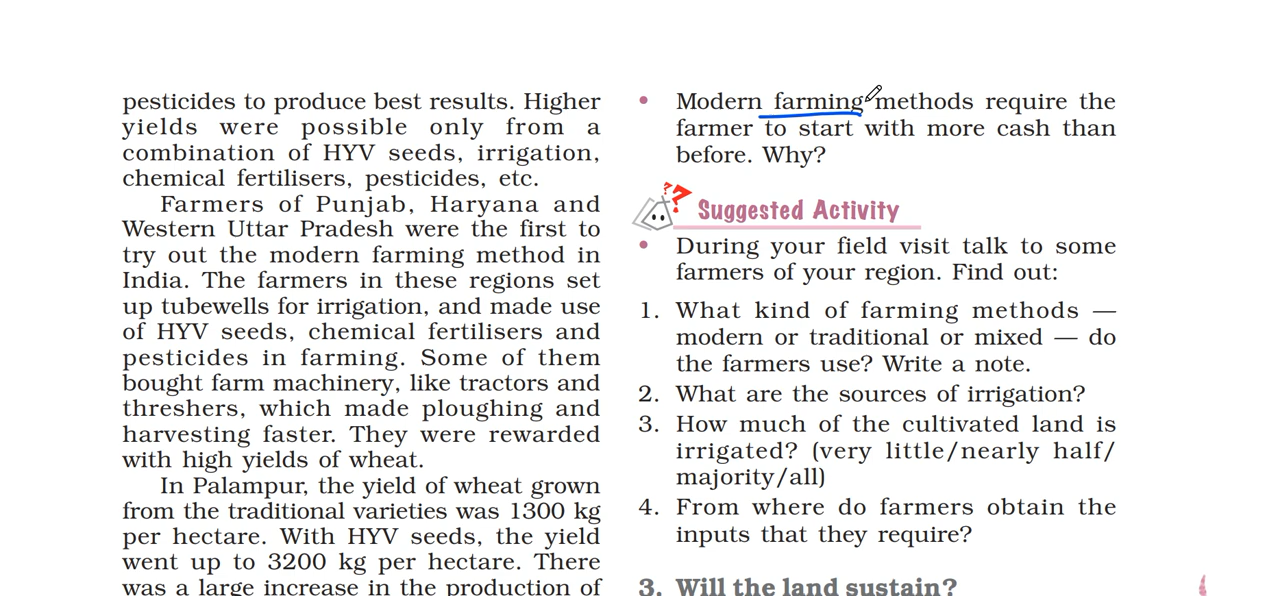 pesticides to produce best results. Higher
yields were possible only from a
combination of HYV seeds, irrigation,
chemical fertilisers, pesticides, etc.
Farmers of Punjab, Haryana and
Western Uttar Pradesh were the first to
try out the modern farming method in
India. The farmers in these regions set
up tubewells for irrigation, and made use
of HYV seeds, chemical fertilisers and
pesticides in farming. Some of them
bought farm machinery, like tractors and
threshers, which made ploughing and
harvesting faster. They were rewarded
with high yields of wheat.
In Palampur, the yield of wheat grown
from the traditional varieties was 1300 kg
per hectare. With HYV seeds, the yield
went up to 3200 kg per hectare. There
was a large increase in the production of
• Modern farming methods require the
farmer to start with more cash than
before. Why?
??
Suggested Activity
• During your field visit talk to some
farmers of your region. Find out:
1. What kind of farming methods —
modern or traditional or mixed — do
the farmers use? Write a note.
2. What are the sources of irrigation?
3. How much of the cultivated land is
irrigated? (very little/nearly half/
majority/all)
4. From where do farmers obtain the
inputs that they require?
3. Will the land sustain?